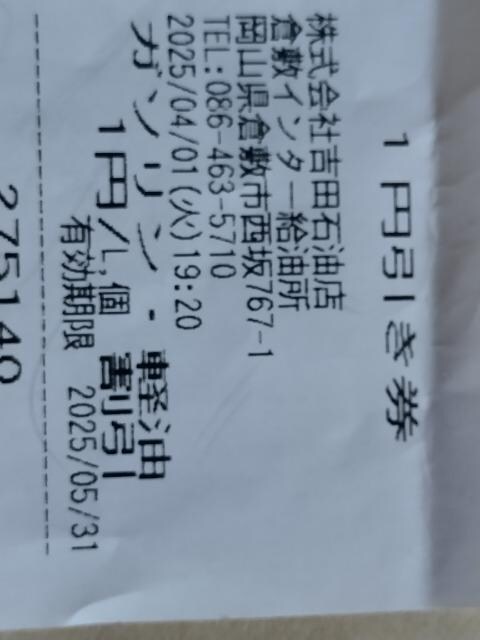 1円引き券
株式会社吉田石油店
倉敷インター給油所
岡山県倉敷市西坂767-1
TEL:086-463-5710
2025/04/01(火)19:20
ガソリン・軽油
1円/L,個 割引
有効期限 2025/05/31
275140